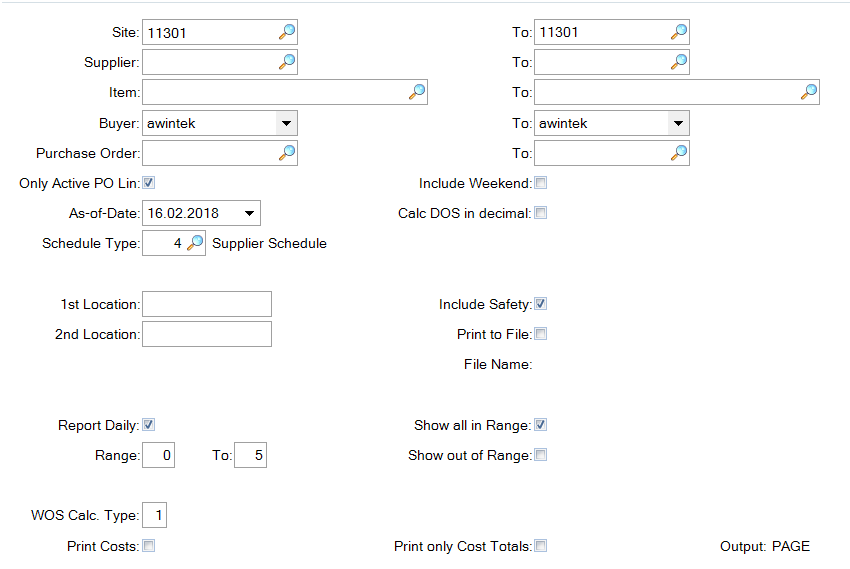 Site: 11301 To: 11301
Supplier: To:
Item: To:
Buyer: awintek To: awintek
Purchase Order: To:
Only Active PO Lin: Include Weekend:
As-of-Date: 16.02.2018 Calc DOS in decimal:
Schedule Type: 4 Supplier Schedule
1st Location: Include Safety:
2nd Location: Print to File:
File Name:
Report Daily: Show all in Range:
Range: 0 To: 5 Show out of Range:
WOS Calc. Type: 1
Print Costs: Print only Cost Totals: Output: PAGE